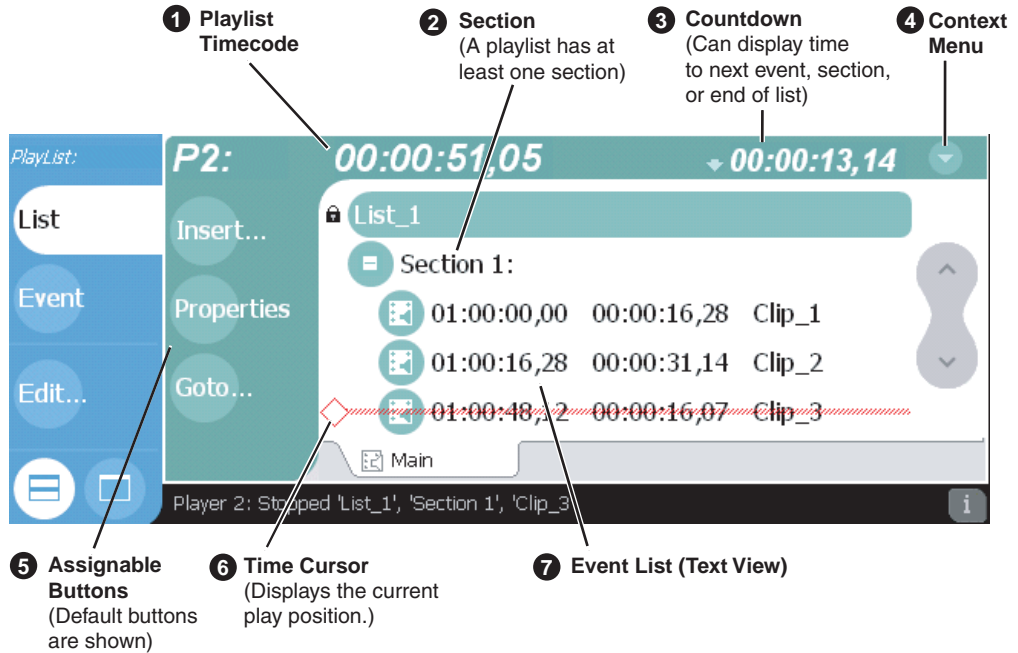 1 Playlist
Timecode
2 Section
(A playlist has at
least one section)
3 Countdown
(Can display time
to next event, section,
or end of list)
4 Context
Menu
PlayList:
P2:
00:00:51,05
00:00:13,14
List
Event
Edit...
Insert...
Properties
Goto...
List_1
Section 1:
01:00:00,00 00:00:16,28 Clip_1
01:00:16,28 00:00:31,14 Clip_2
01:00:48,12 00:00:16,07 Clip_3
Main
Player 2: Stopped 'List_1', 'Section 1', 'Clip_3'
i
5 Assignable
Buttons
(Default buttons
are shown)
6 Time Cursor
(Displays the current
play position.)
7 Event List (Text View)